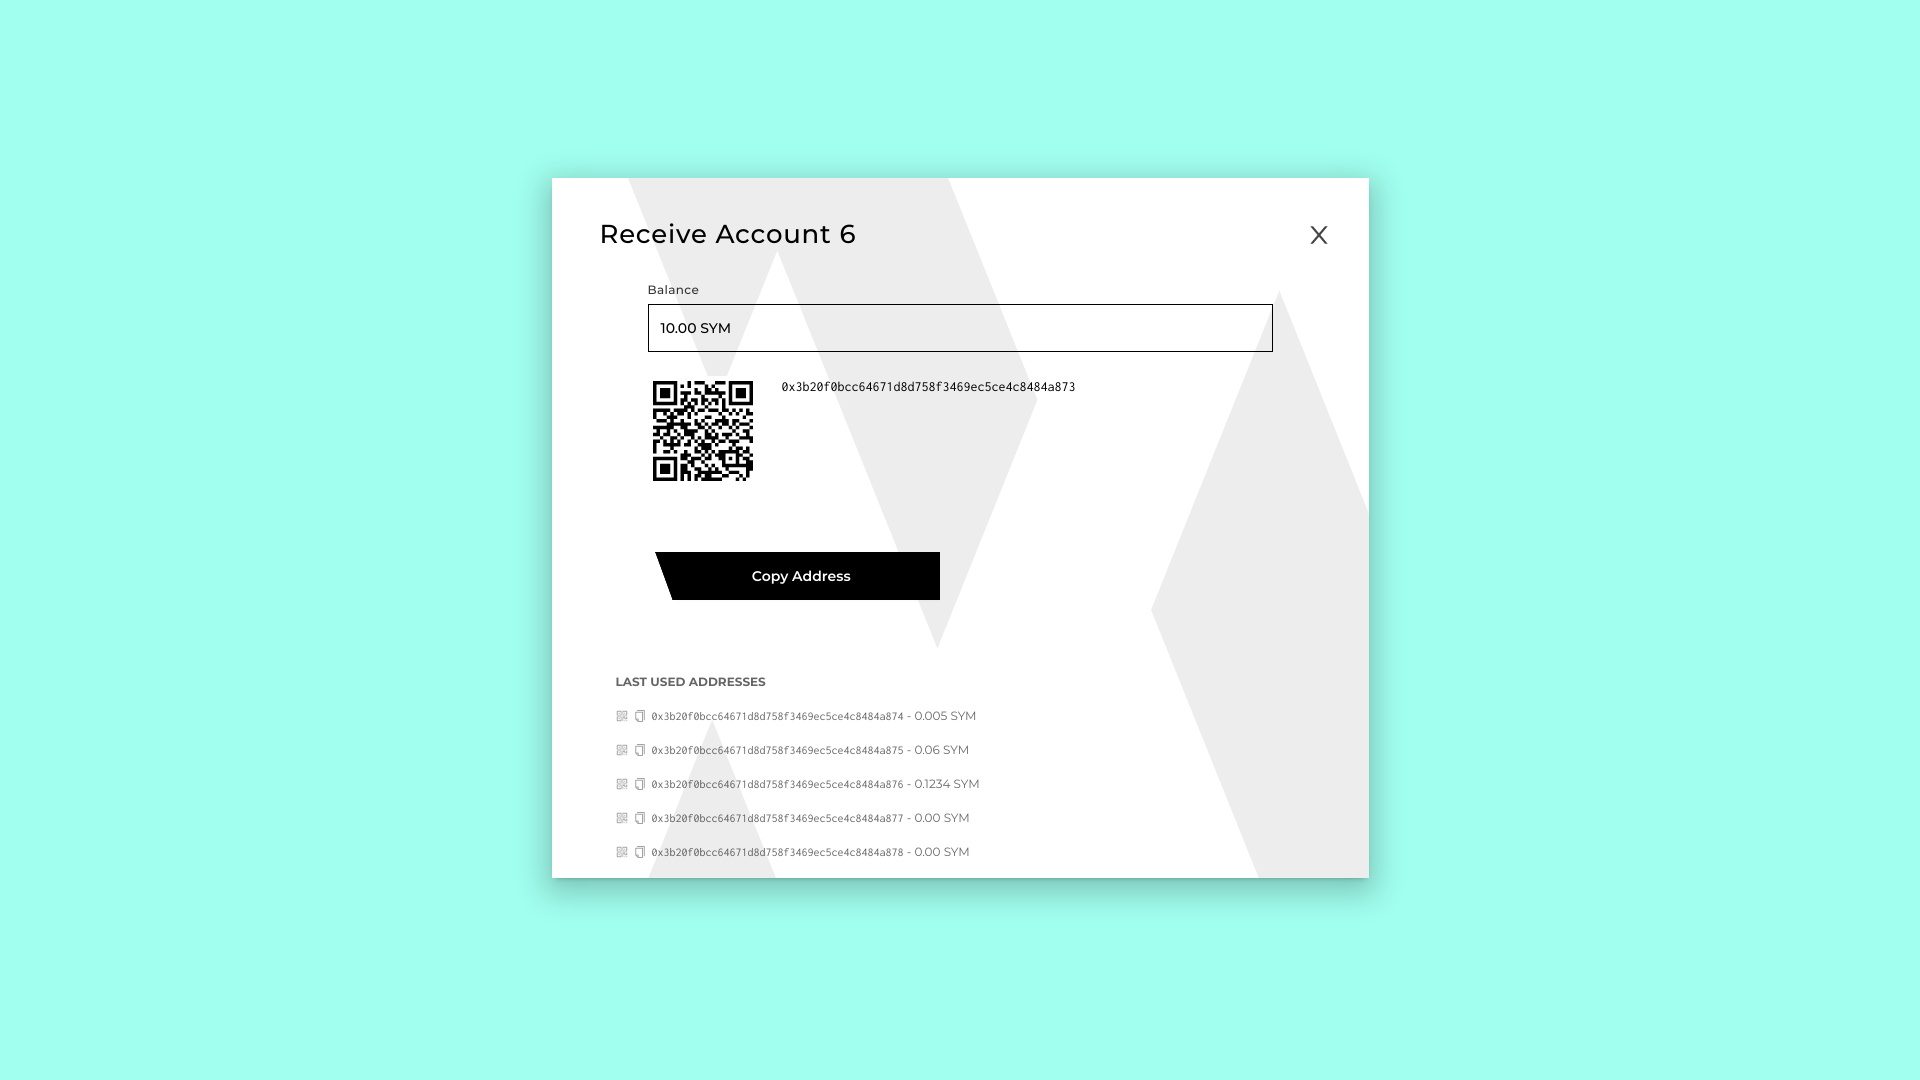 Receive Account 6
X
Balance
10.00 SYM
0x3b20f0bcc64671d8d758f3469ec5ce4c8484a873
Copy Address
LAST USED ADDRESSES
0x3b20f0bcc64671d8d758f3469ec5ce4c8484a874 - 0.005 SYM
0x3b20f0bcc64671d8d758f3469ec5ce4c8484a875 - 0.06 SYM
0x3b20f0bcc64671d8d758f3469ec5ce4c8484a876 - 0.1234 SYM
0x3b20f0bcc64671d8d758f3469ec5ce4c8484a877 - 0.00 SYM
0x3b20f0bcc64671d8d758f3469ec5ce4c8484a878 - 0.00 SYM